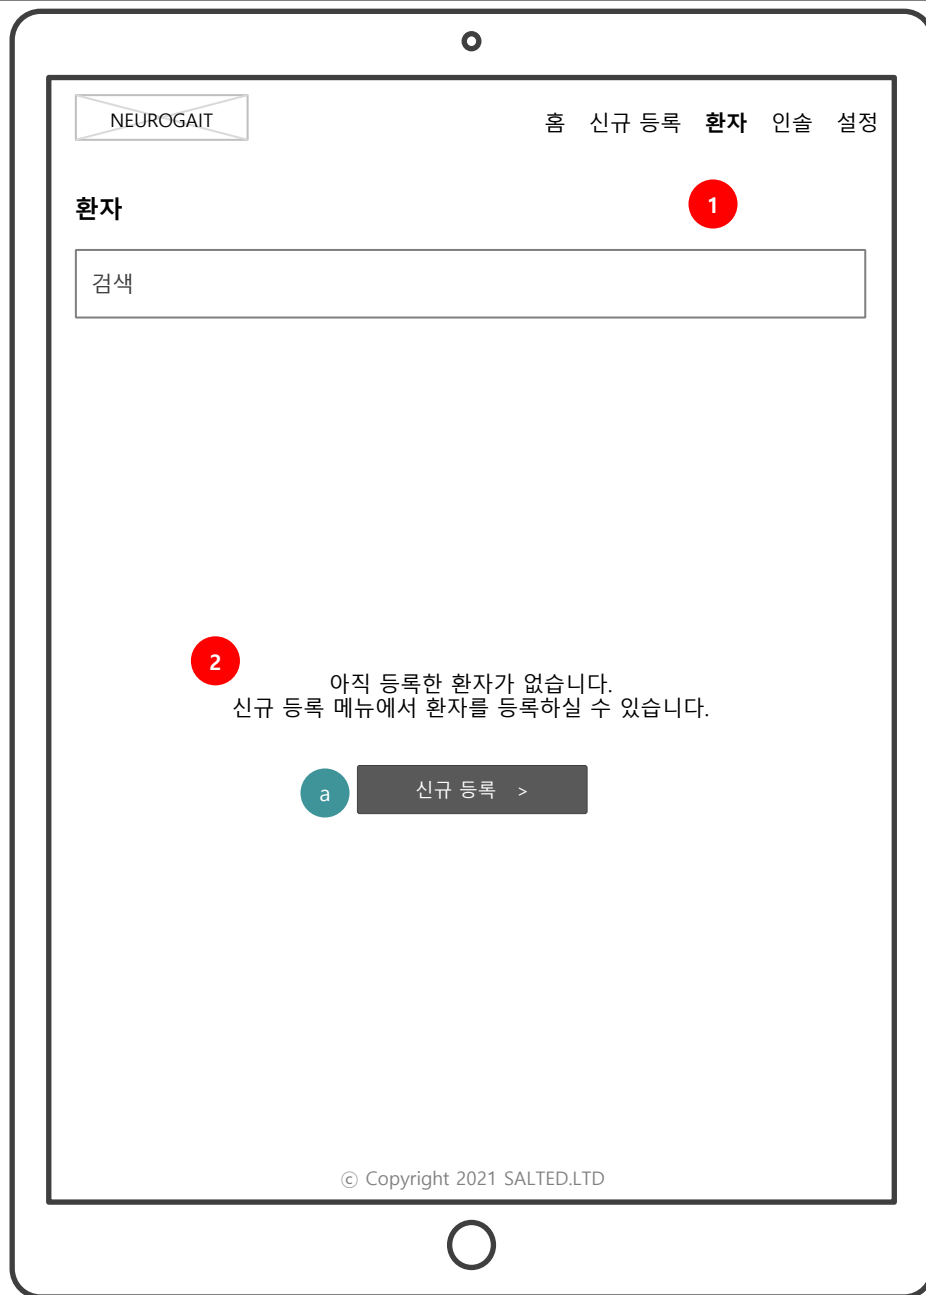 NEUROGAIT
홈 신규 등록 환자 인솔 설정
환자
1
검색
2
아직 등록한 환자가 없습니다.
신규 등록 메뉴에서 환자를 등록하실 수 있습니다.
a
신규 등록 >
ⓒ Copyright 2021 SALTED.LTD